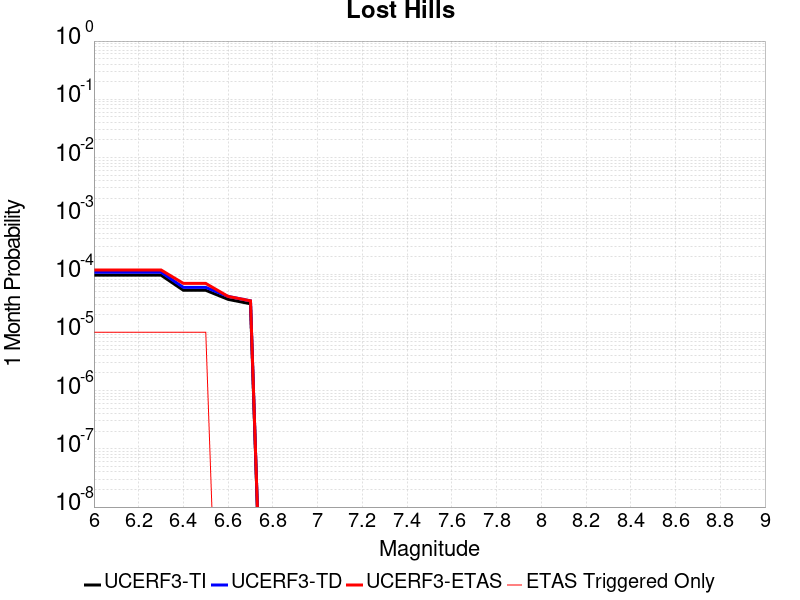 Lost Hills
10^0
10^-1
10^-2
10^-3
10^-4
10^-5
10^-6
10^-7
10^-8
1 Month Probability
6 6.2 6.4 6.6 6.8 7 7.2 7.4 7.6 7.8 8 8.2 8.4 8.6 8.8 9
Magnitude
UCERF3-TI UCERF3-TD UCERF3-ETAS ETAS Triggered Only